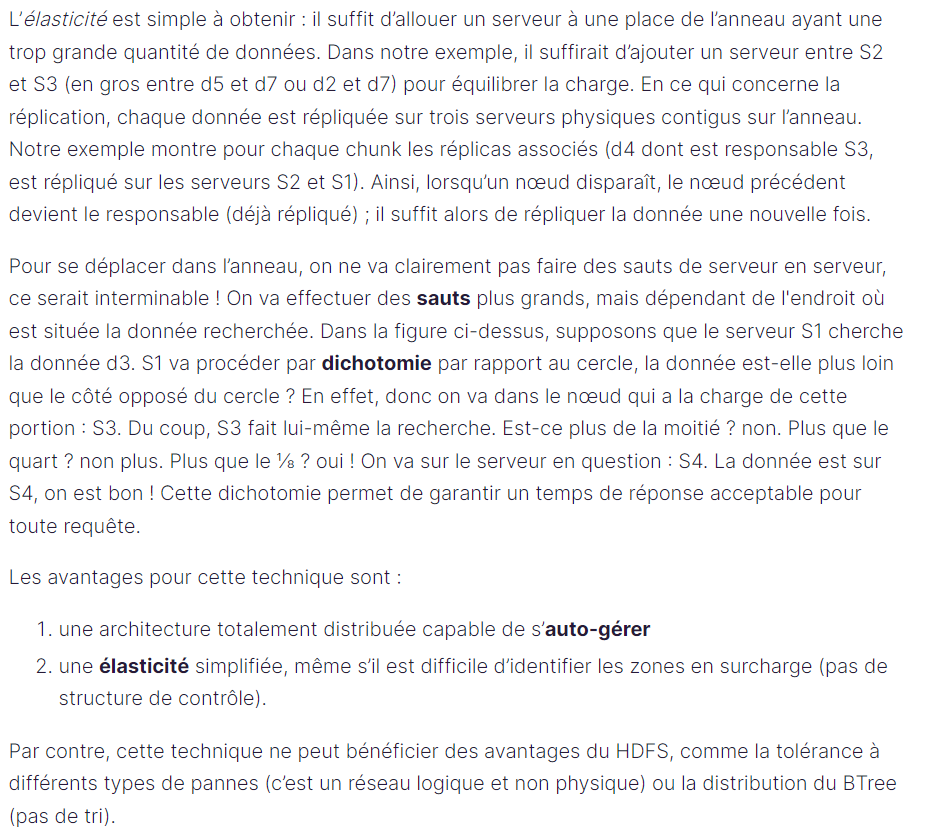 L’élasticité est simple à obtenir : il suffit d’allouer un serveur à une place de l’anneau ayant une
trop grande quantité de données. Dans notre exemple, il suffirait d’ajouter un serveur entre S2
et S3 (en gros entre d5 et d7 ou d2 et d7) pour équilibrer la charge. En ce qui concerne la
réplication, chaque donnée est répliquée sur trois serveurs physiques contigus sur l’anneau.
Notre exemple montre pour chaque chunk les réplicas associés (d4 dont est responsable S3,
est répliqué sur les serveurs S2 et S1). Ainsi, lorsqu’un nœud disparaît, le nœud précédent
devient le responsable (déjà répliqué) ; il suffit alors de répliquer la donnée une nouvelle fois.
Pour se déplacer dans l’anneau, on ne va clairement pas faire des sauts de serveur en serveur,
ce serait interminable ! On va effectuer des sauts plus grands, mais dépendant de l'endroit où
est située la donnée recherchée. Dans la figure ci-dessus, supposons que le serveur S1 cherche
la donnée d3. S1 va procéder par dichotomie par rapport au cercle, la donnée est-elle plus loin
que le côté opposé du cercle ? En effet, donc on va dans le nœud qui a la charge de cette
portion : S3. Du coup, S3 fait lui-même la recherche. Est-ce plus de la moitié ? non. Plus que le
quart ? non plus. Plus que le ⅛ ? oui ! On va sur le serveur en question : S4. La donnée est sur
S4, on est bon ! Cette dichotomie permet de garantir un temps de réponse acceptable pour
toute requête.
Les avantages pour cette technique sont :
1. une architecture totalement distribuée capable de s’auto-gérer
2. une élasticité simplifiée, même s’il est difficile d’identifier les zones en surcharge (pas de
structure de contrôle).
Par contre, cette technique ne peut bénéficier des avantages du HDFS, comme la tolérance à
différents types de pannes (c’est un réseau logique et non physique) ou la distribution du BTree
(pas de tri).